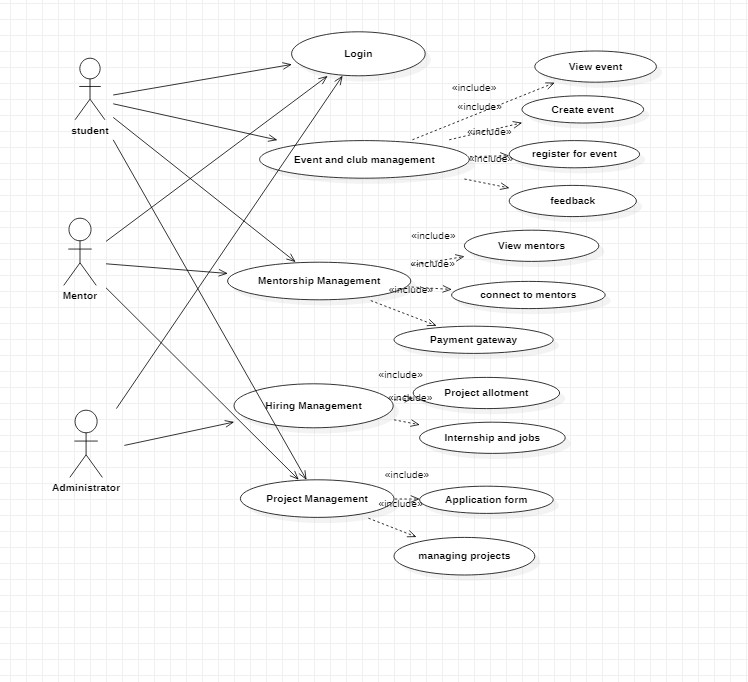 Login
View event
«include»
«include»
Create event
student
«include»
Event and club management
«include»
register for event
feedback
«include»
View mentors
«include»
Mentor
Mentorship Management
«include»
connect to mentors
Payment gateway
«include»
Project allotment
«include»
Hiring Management
Internship and jobs
«include»
Administrator
Project Management
«include»
Application form
managing projects